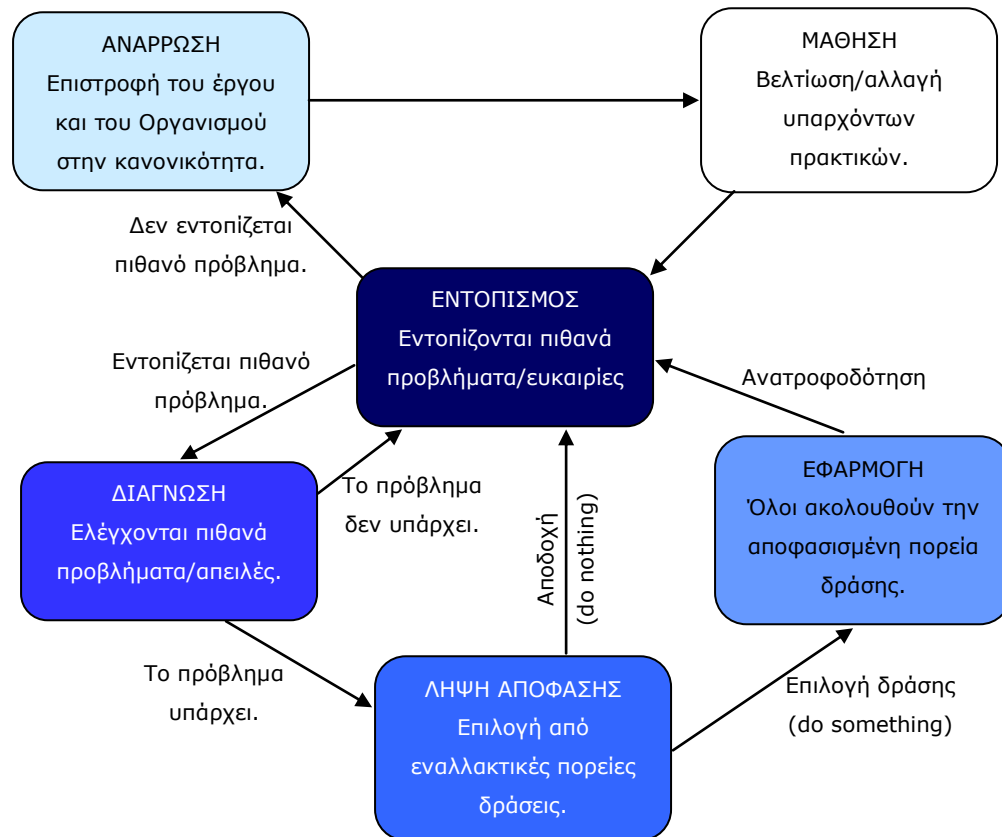 ΑΝΑΡΡΩΣΗ
Επιστροφή του έργου
και του Οργανισμού
στην κανονικότητα.
ΜΑΘΗΣΗ
Βελτίωση/αλλαγή
υπαρχόντων
πρακτικών.
Δεν εντοπίζεται
πιθανό πρόβλημα.
ΕΝΤΟΠΙΣΜΟΣ
Εντοπίζονται πιθανά
προβλήματα/ευκαιρίες
Εντοπίζεται πιθανό
πρόβλημα.
Ανατροφοδότηση
ΔΙΑΓΝΩΣΗ
Ελέγχονται πιθανά
προβλήματα/απειλές.
Το πρόβλημα
δεν υπάρχει.
Αποδοχή
(do nothing)
ΕΦΑΡΜΟΓΗ
Όλοι ακολουθούν την
αποφασισμένη πορεία
δράσης.
Το πρόβλημα
υπάρχει.
ΛΗΨΗ ΑΠΟΦΑΣΗΣ
Επιλογή από
εναλλακτικές πορείες
δράσεις.
Επιλογή δράσης
(do something)